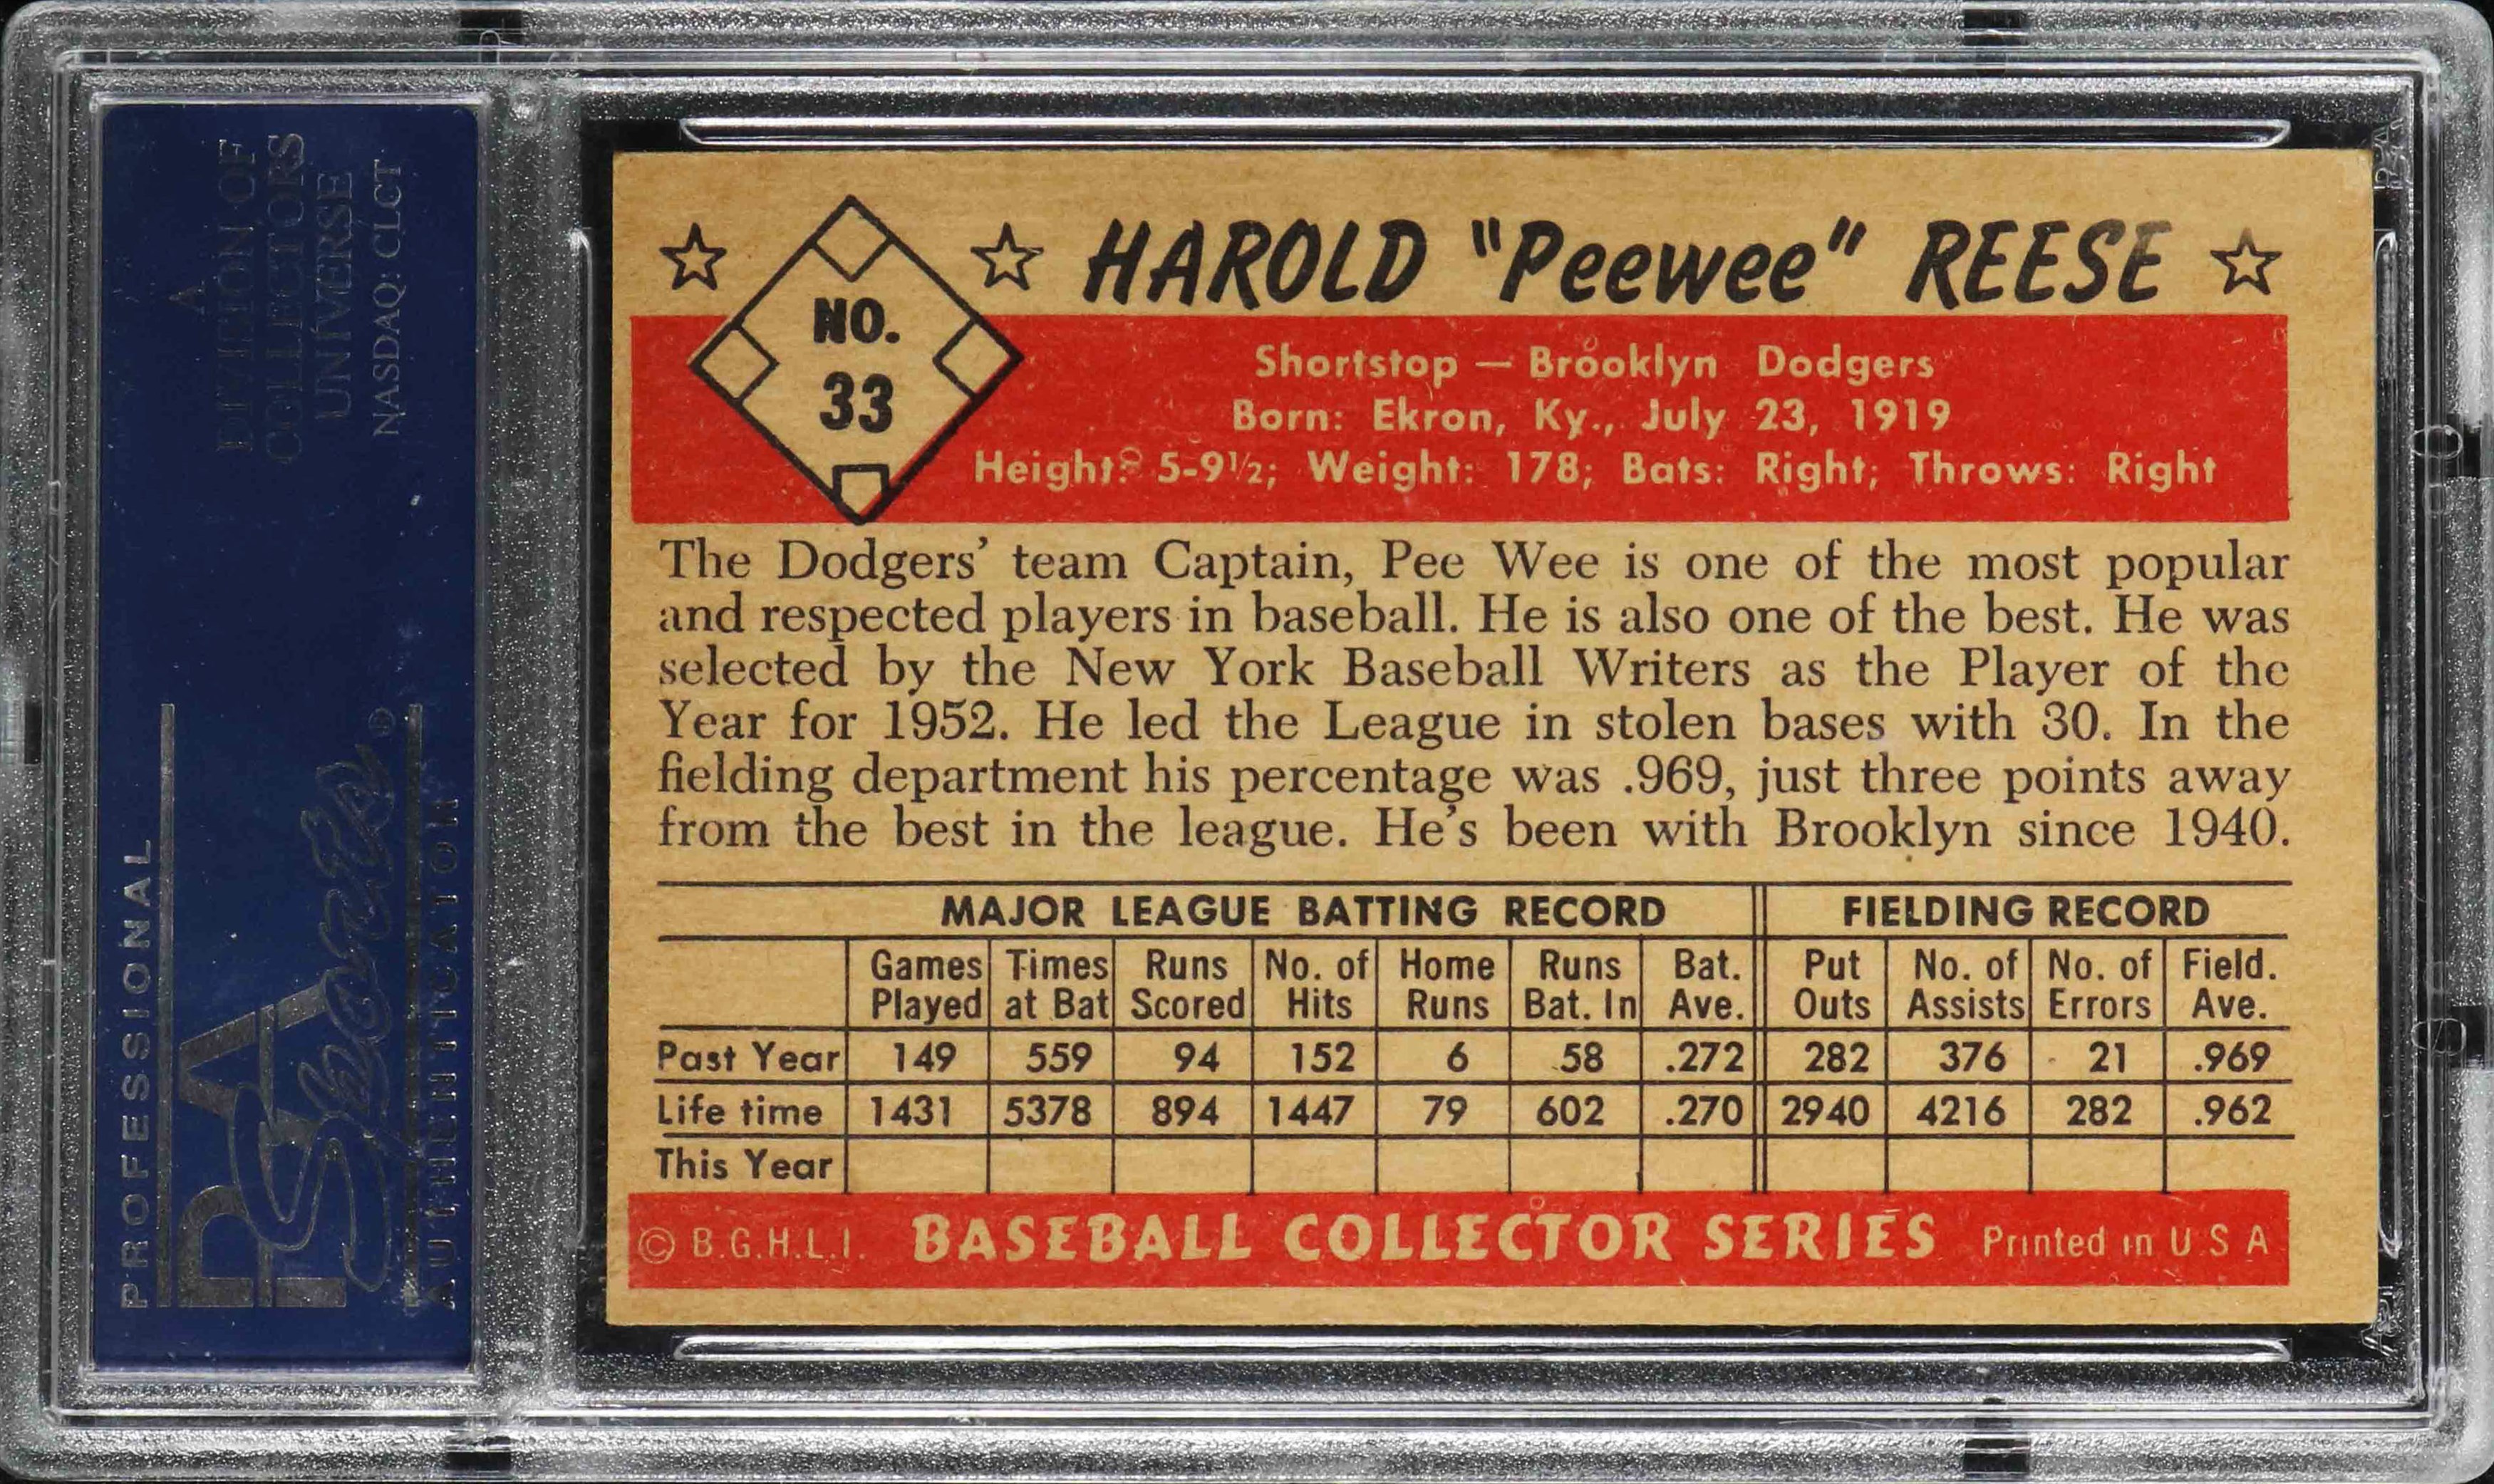 A
DIVISION OF
COLLECTORS
UNIVERSE
NASDAQ: CLCT
PROFESSIONAL
PSA
Sports®
AUTHENTICATOR
HAROLD "Peewee" REESE
NO.
33
Shortstop — Brooklyn Dodgers
Born: Ekron, Ky., July 23, 1919
Height: 5-9½; Weight: 178; Bats: Right; Throws: Right
The Dodgers' team Captain, Pee Wee is one of the most popular
and respected players in baseball. He is also one of the best. He was
selected by the New York Baseball Writers as the Player of the
Year for 1952. He led the League in stolen bases with 30. In the
fielding department his percentage was .969, just three points away
from the best in the league. He's been with Brooklyn since 1940.
MAJOR LEAGUE BATTING RECORD FIELDING RECORD
Games Played Times at Bat Runs Scored No. of Hits Home Runs Runs Bat. In Bat. Ave. Put Outs No. of Assists No. of Errors Field. Ave.
Past Year 149 559 94 152 6 58 .272 282 376 21 .969
Life time 1431 5378 894 1447 79 602 .270 2940 4216 282 .962
This Year
© B.G.H.L.I. BASEBALL COLLECTOR SERIES Printed in U S A